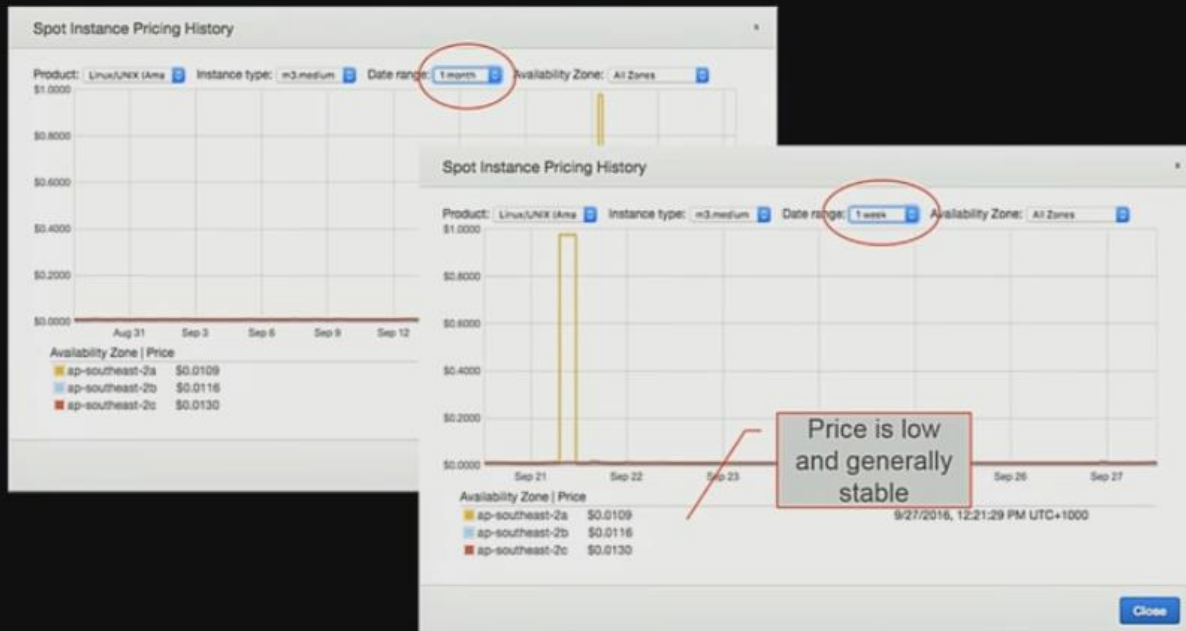 Spot Instance Pricing History
x
Product: Linux/UNIX (Ama Instance type: m3.medium Date range: 1 month Availability Zone: All Zones
$1.0000
$0.8000
$0.6000
$0.4000
$0.2000
$0.0000
Aug 31 Sep 3 Sep 6 Sep 9 Sep 12
Availability Zone | Price
ap-southeast-2a $0.0109
ap-southeast-2b $0.0116
ap-southeast-2c $0.0130
Spot Instance Pricing History
x
Product: Linux/UNIX (Ama Instance type: m3.medium Date range: 1 week Availability Zone: All Zones
$1.0000
$0.8000
$0.6000
$0.4000
$0.2000
$0.0000
Sep 21 Sep 22 Sep 23 Sep 26 Sep 27
Price is low
and generally
stable
Availability Zone | Price
ap-southeast-2a $0.0109 9/27/2016, 12:21:29 PM UTC+1000
ap-southeast-2b $0.0116
ap-southeast-2c $0.0130
Close